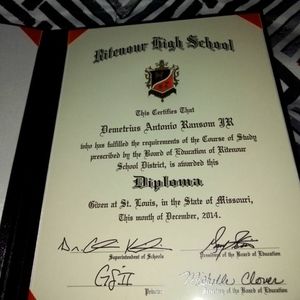 Ritenour High School
This Certifies That
Demetrius Antonio Ransom JR
who has fulfilled the requirements of the Course of Study
prescribed by the Board of Education of Ritenour
School District, is awarded this
Diploma
Given at St. Louis, in the State of Missouri,
This month of December, 2014.
Superintendent of Schools
President of the Board of Education
Michelle Clover
Principal
Secretary of the Board of Education